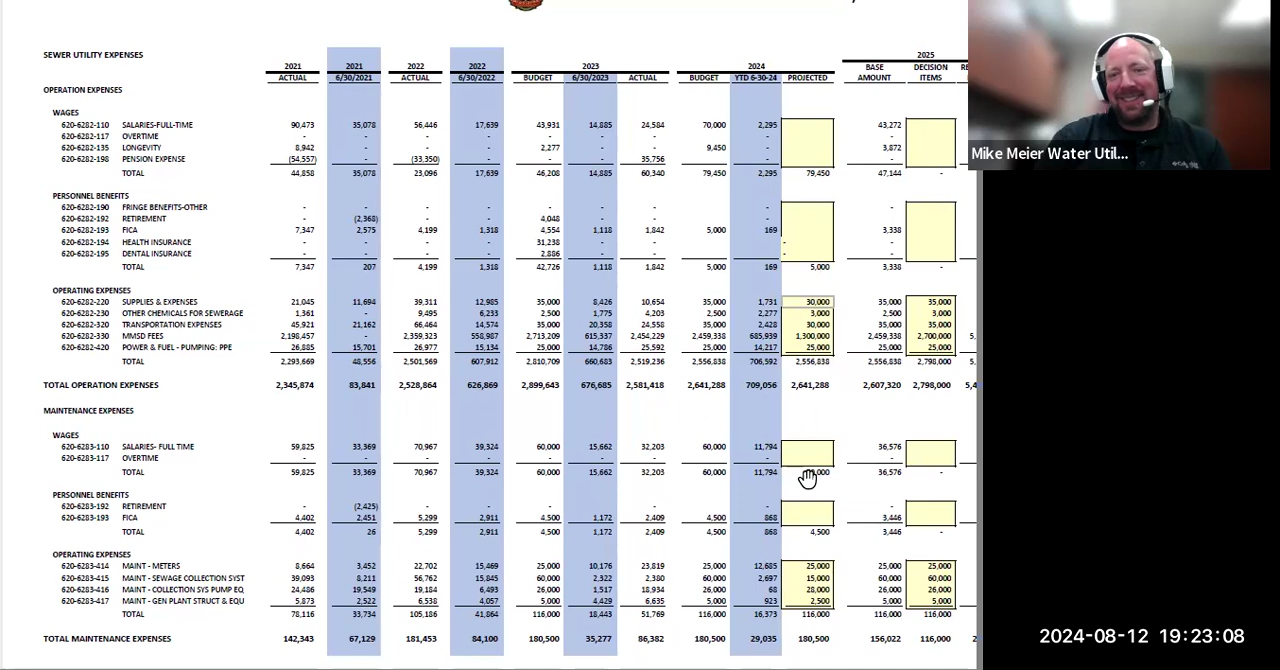 SEWER UTILITY EXPENSES 2025
2021 2021 2022 2022 2023 2024 BASE DECISION
ACTUAL 6/30/2021 ACTUAL 6/30/2022 BUDGET 6/30/2023 ACTUAL BUDGET YTD 6-30-24 PROJECTED AMOUNT ITEMS
OPERATION EXPENSES
WAGES
620-6282-110 SALARIES-FULL-TIME 90,473 35,078 56,446 17,639 43,931 14,885 24,584 70,000 2,295 43,272
620-6282-117 OVERTIME - - - - - - - - - -
620-6282-135 LONGEVITY 8,942 - - - 2,277 - - 9,450 - 3,872
620-6282-198 PENSION EXPENSE (54,557) - (33,350) - - - 35,756 - -
TOTAL 44,858 35,078 23,096 17,639 46,208 14,885 60,340 79,450 2,295 79,450 47,144 -
PERSONNEL BENEFITS
620-6282-190 FRINGE BENEFITS-OTHER - - - - - - - - -
620-6282-192 RETIREMENT - (2,368) - - 4,048 - - - -
620-6282-193 FICA 7,347 2,575 4,199 1,318 4,554 1,118 1,842 5,000 169 3,338
620-6282-194 HEALTH INSURANCE - - - - 31,238 - - - - -
620-6282-195 DENTAL INSURANCE - - - - 2,886 - - - - -
TOTAL 7,347 207 4,199 1,318 42,726 1,118 1,842 5,000 169 5,000 3,338 -
OPERATING EXPENSES
620-6282-220 SUPPLIES & EXPENSES 21,045 11,694 39,311 12,985 35,000 8,426 10,654 35,000 1,731 30,000 35,000 35,000
620-6282-230 OTHER CHEMICALS FOR SEWERAGE 1,361 - 9,495 6,233 2,500 1,775 4,203 2,500 2,277 3,000 2,500 3,000
620-6282-320 TRANSPORTATION EXPENSES 45,921 21,162 66,464 14,574 35,000 20,358 24,558 35,000 2,428 30,000 35,000 35,000
620-6282-330 MMSD FEES 2,198,457 - 2,359,323 558,987 2,713,209 615,337 2,454,229 2,459,338 685,939 1,300,000 2,459,338 2,700,000 5,
620-6282-420 POWER & FUEL - PUMPING: PPE 26,885 15,701 26,977 15,134 25,000 14,786 25,592 25,000 14,217 25,000 25,000 25,000
TOTAL 2,293,669 48,556 2,501,569 607,912 2,810,709 660,683 2,519,236 2,556,838 706,592 2,556,838 2,556,838 2,798,000 5,
TOTAL OPERATION EXPENSES 2,345,874 83,841 2,528,864 626,869 2,899,643 676,685 2,581,418 2,641,288 709,056 2,641,288 2,607,320 2,798,000 5,4
MAINTENANCE EXPENSES
WAGES
620-6283-110 SALARIES- FULL TIME 59,825 33,369 70,967 39,324 60,000 15,662 32,203 60,000 11,794 36,576
620-6283-117 OVERTIME - - - - - - - - - -
TOTAL 59,825 33,369 70,967 39,324 60,000 15,662 32,203 60,000 11,794 36,576 -
PERSONNEL BENEFITS
620-6283-192 RETIREMENT - (2,425) - - - - - - - -
620-6283-193 FICA 4,402 2,451 5,299 2,911 4,500 1,172 2,409 4,500 868 3,446
TOTAL 4,402 26 5,299 2,911 4,500 1,172 2,409 4,500 868 4,500 3,446 -
OPERATING EXPENSES
620-6283-414 MAINT - METERS 8,664 3,452 22,702 15,469 25,000 10,176 23,819 25,000 12,685 25,000 25,000 25,000
620-6283-415 MAINT - SEWAGE COLLECTION SYST 39,093 8,211 56,762 15,845 60,000 2,322 2,380 60,000 2,697 15,000 60,000 60,000
620-6283-416 MAINT - COLLECTION SYS PUMP EQ 24,486 19,549 19,184 6,493 26,000 1,517 18,934 26,000 68 28,000 26,000 26,000
620-6283-417 MAINT - GEN PLANT STRUCT & EQU 5,873 2,522 6,538 4,057 5,000 4,429 6,635 5,000 923 2,500 5,000 5,000
TOTAL 78,116 33,734 105,186 41,864 116,000 18,443 51,769 116,000 16,373 116,000 116,000 116,000
TOTAL MAINTENANCE EXPENSES 142,343 67,129 181,453 84,100 180,500 35,277 86,382 180,500 29,035 180,500 156,022 116,000 2
Mike Meier Water Util...
2024-08-12 19:23:08